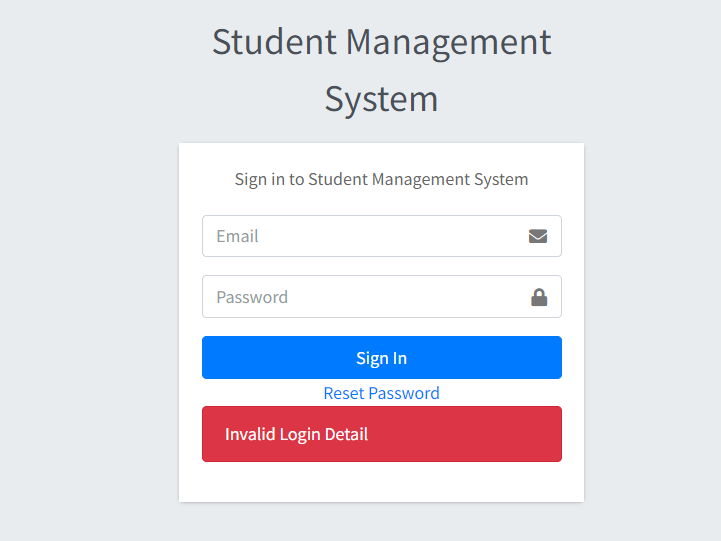 Student Management
System
Sign in to Student Management System
Email
Password
Sign In
Reset Password
Invalid Login Detail